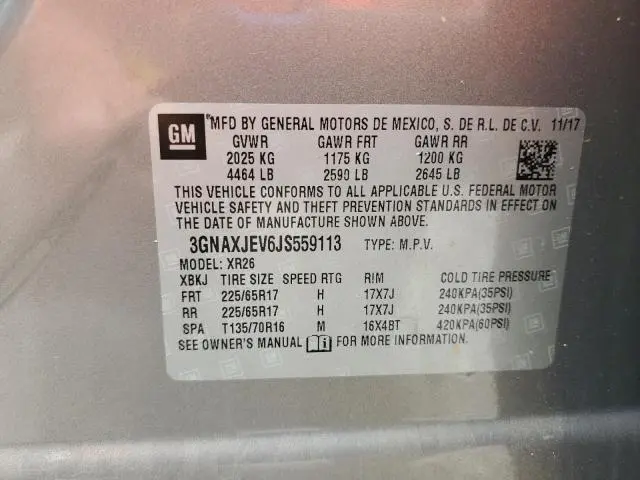 GM ®MFD BY GENERAL MOTORS DE MEXICO, S. DE R.L. DE C.V. 11/17
GVWR GAWR FRT GAWR RR
2025 KG 1175 KG 1200 KG
4464 LB 2590 LB 2645 LB
THIS VEHICLE CONFORMS TO ALL APPLICABLE U.S. FEDERAL MOTOR
VEHICLE SAFETY AND THEFT PREVENTION STANDARDS IN EFFECT ON
THE DATE OF MANUFACTURE SHOWN ABOVE.
3GNAXJEV6JS559113 TYPE: M.P.V.
MODEL: XR26
XBKJ TIRE SIZE SPEED RTG RIM COLD TIRE PRESSURE
FRT 225/65R17 H 17X7J 240KPA(35PSI)
RR 225/65R17 H 17X7J 240KPA(35PSI)
SPA T135/70R16 M 16X4BT 420KPA(60PSI)
SEE OWNER'S MANUAL FOR MORE INFORMATION.